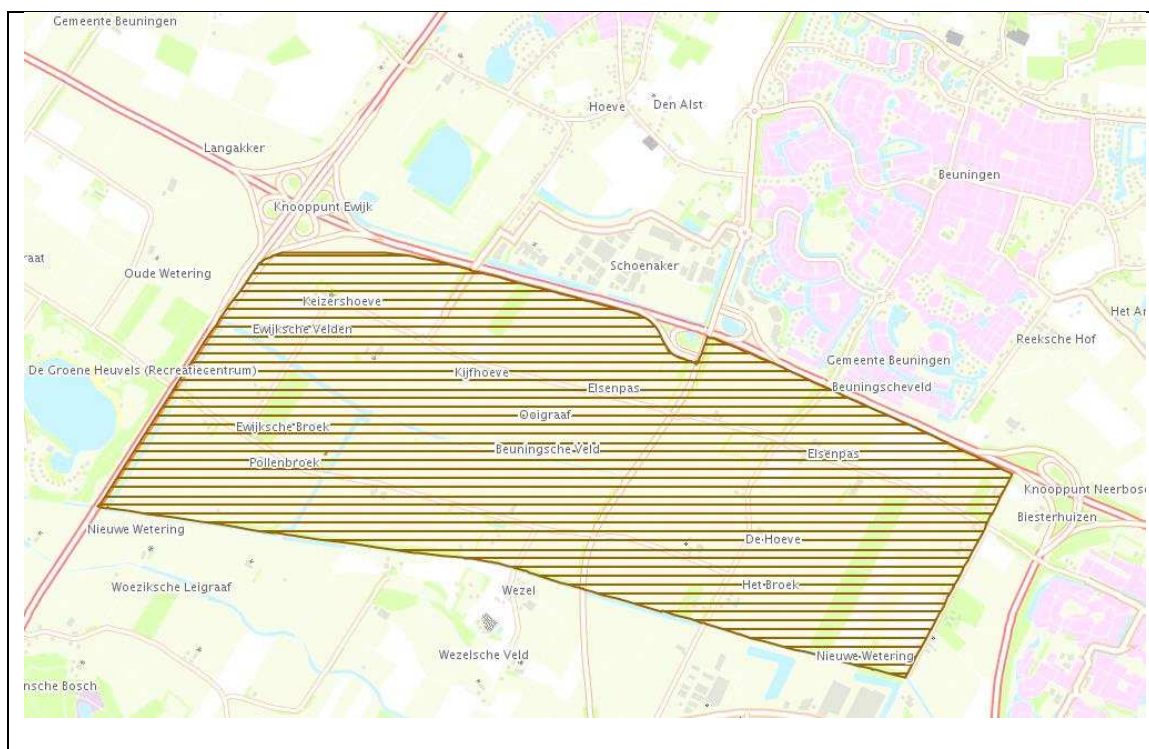 Gemeente Beuningen
Hoeve
Den Alst
Langakker
Beuningen
Knooppunt Ewijk
raat
Oude Wetering
Schoenaker
Keizershoeve
Het Ar
Ewijksche Velden
Reeksche Hof
Gemeente Beuningen
De Groene Heuvels (Recreatiecentrum)
Kijfhoeve
Elsenpas
Beuningscheveld
Ooigraaf
Ewijksche Broek
Beuningsche Veld
Elsenpas
Pollenbroek
Knooppunt Neerbosc
Biesterhuizen
Nieuwe Wetering
De Hoeve
Woeziksche Leigraaf
Wezel
Het Broek
Wezelsche Veld
Nieuwe Wetering
nsche Bosch